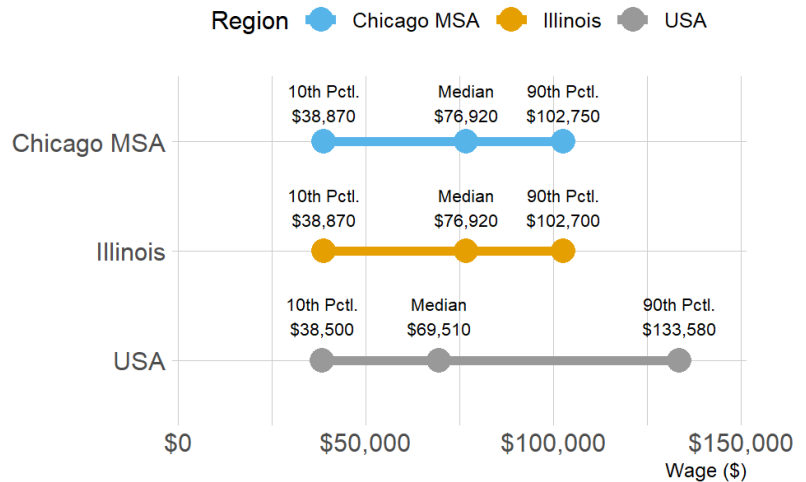 Region Chicago MSA Illinois USA
10th Pctl. Median 90th Pctl.
$38,870 $76,920 $102,750
Chicago MSA
10th Pctl. Median 90th Pctl.
$38,870 $76,920 $102,700
Illinois
10th Pctl. Median 90th Pctl.
$38,500 $69,510 $133,580
USA
$0 $50,000 $100,000 $150,000
Wage ($)